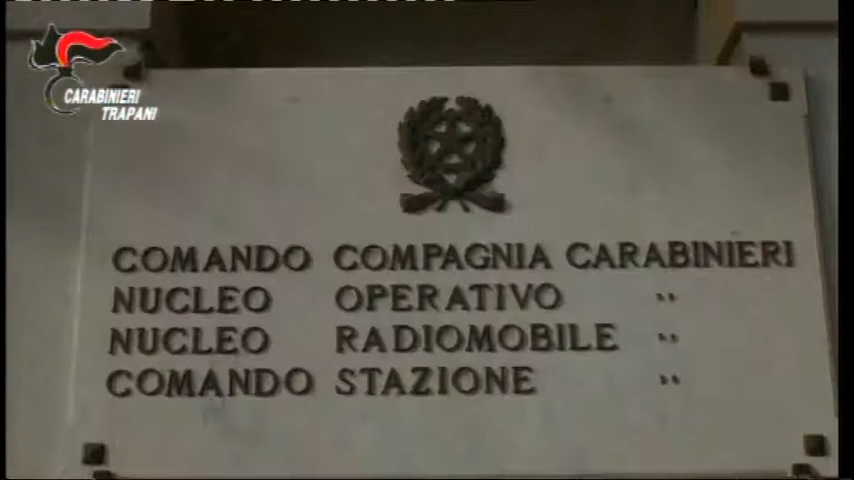 CARABINIERI
TRAPANI
COMANDO COMPAGNIA CARABINIERI
NUCLEO OPERATIVO "
NUCLEO RADIOMOBILE "
COMANDO STAZIONE "